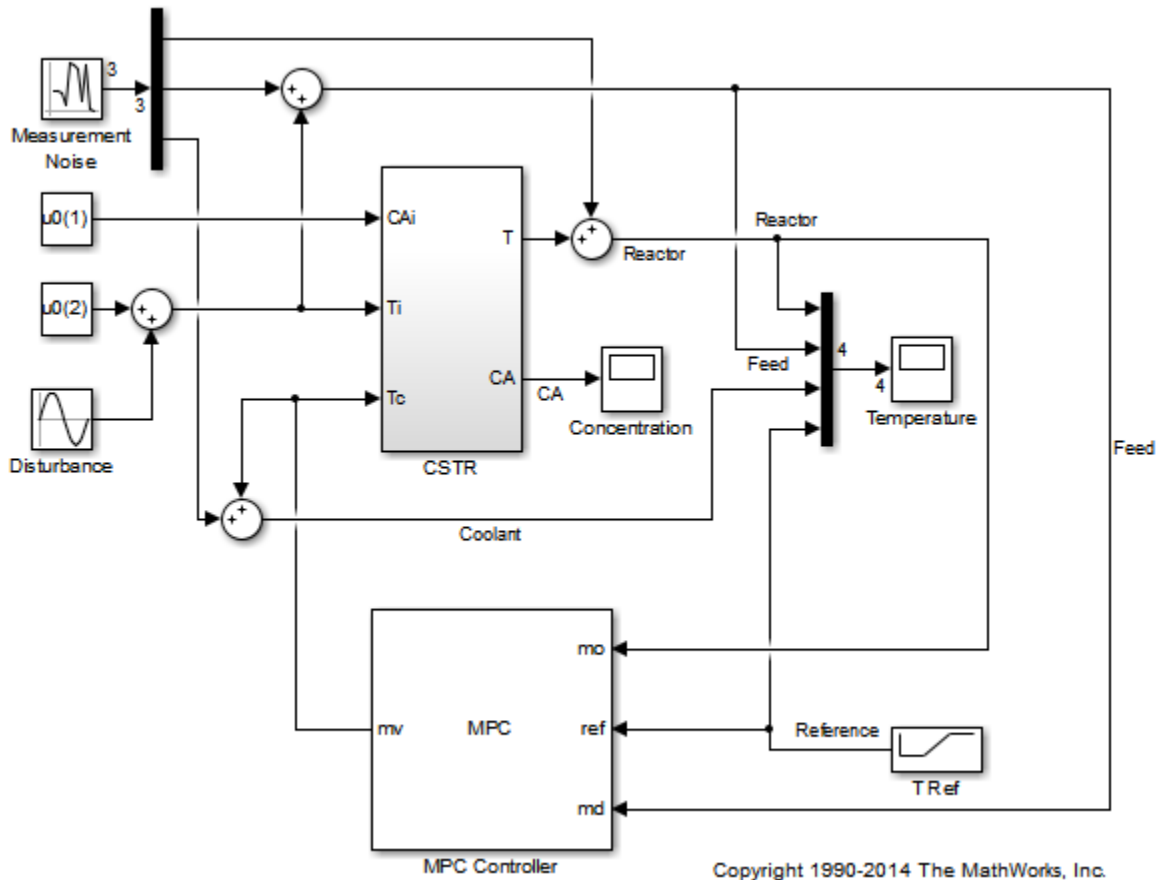 3
3
Measurement
Noise
u0(1)
CAi
T
Reactor
Reactor
u0(2)
Ti
4
4
Feed
Temperature
CA
CA
Tc
Concentration
Disturbance
CSTR
Feed
Coolant
mo
mv
MPC
ref
Reference
T Ref
md
MPC Controller
Copyright 1990-2014 The MathWorks, Inc.